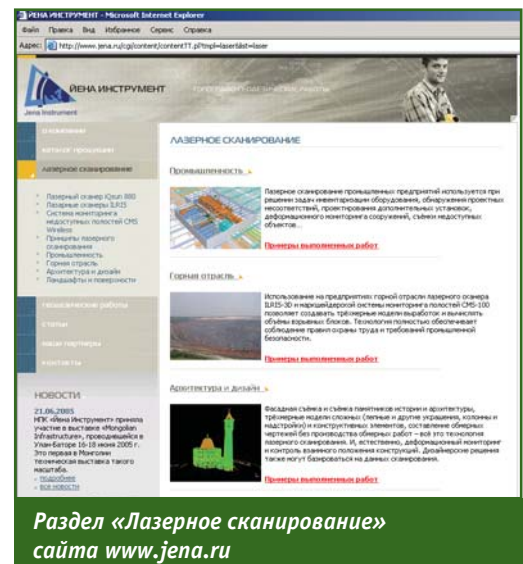 ЙЕНА ИНСТРУМЕНТ - Microsoft Internet Explorer
Файл Правка Вид Избранное Сервис Справка
Адрес: http://www.jena.ru/cgi/content/contentTT.pl?tmpl=laser&list=laser
ЙЕНА ИНСТРУМЕНТ
Jena Instrument
О КОМПАНИИ
КАТАЛОГ ПРОДУКЦИИ
ЛАЗЕРНОЕ СКАНИРОВАНИЕ
Лазерный сканер iQsun 880
Лазерные сканеры ILRIS
Система мониторинга
недоступных полостей CMS
Wireless
Принципы лазерного
сканирования
Промышленность
Горная отрасль
Архитектура и дизайн
Ландшафты и поверхности
ГЕОДЕЗИЧЕСКИЕ РАБОТЫ
СТАТЬИ
НАШИ ПАРТНЕРЫ
КОНТАКТЫ
НОВОСТИ
21.06.2005
НПК «Йена Инструмент» приняла
участие в выставке «Mongolian
Infrastructure», проводившейся в
Улан-Баторе 16-18 июня 2005 г.
Это первая в Монголии
техническая выставка такого
масштаба.
подробнее
все новости
ЛАЗЕРНОЕ СКАНИРОВАНИЕ
Промышленность
Лазерное сканирование промышленных предприятий используется при
решении задач инвентаризации оборудования, обнаружения проектных
несоответствий, проектирования дополнительных установок,
деформационного мониторинга сооружений, съёмки недоступных
объектов...
Примеры выполненных работ
Горная отрасль
Использование на предприятиях горной отрасли лазерного сканера
ILRIS-3D и маркшейдерской системы мониторинга полостей CMS-100
позволяет создавать трёхмерные модели выработок и вычислять
объёмы взрывных блоков. Технология полностью обеспечивает
соблюдение правил охраны труда и требований промышленной
безопасности.
Примеры выполненных работ
Архитектура и дизайн
Фасадная съёмка и съёмка памятников истории и архитектуры,
трёхмерные модели сложных (лепные и другие украшения, колонны и
надстройки) и конструктивных элементов, составление обмерных
чертежей без производства обмерных работ – всё это технология
лазерного сканирования. И, естественно, деформационный мониторинг
и контроль взаимного положения конструкций. Дизайнерские решения
также могут базироваться на данных сканирования.
Примеры выполненных работ
Раздел «Лазерное сканирование»
сайта www.jena.ru